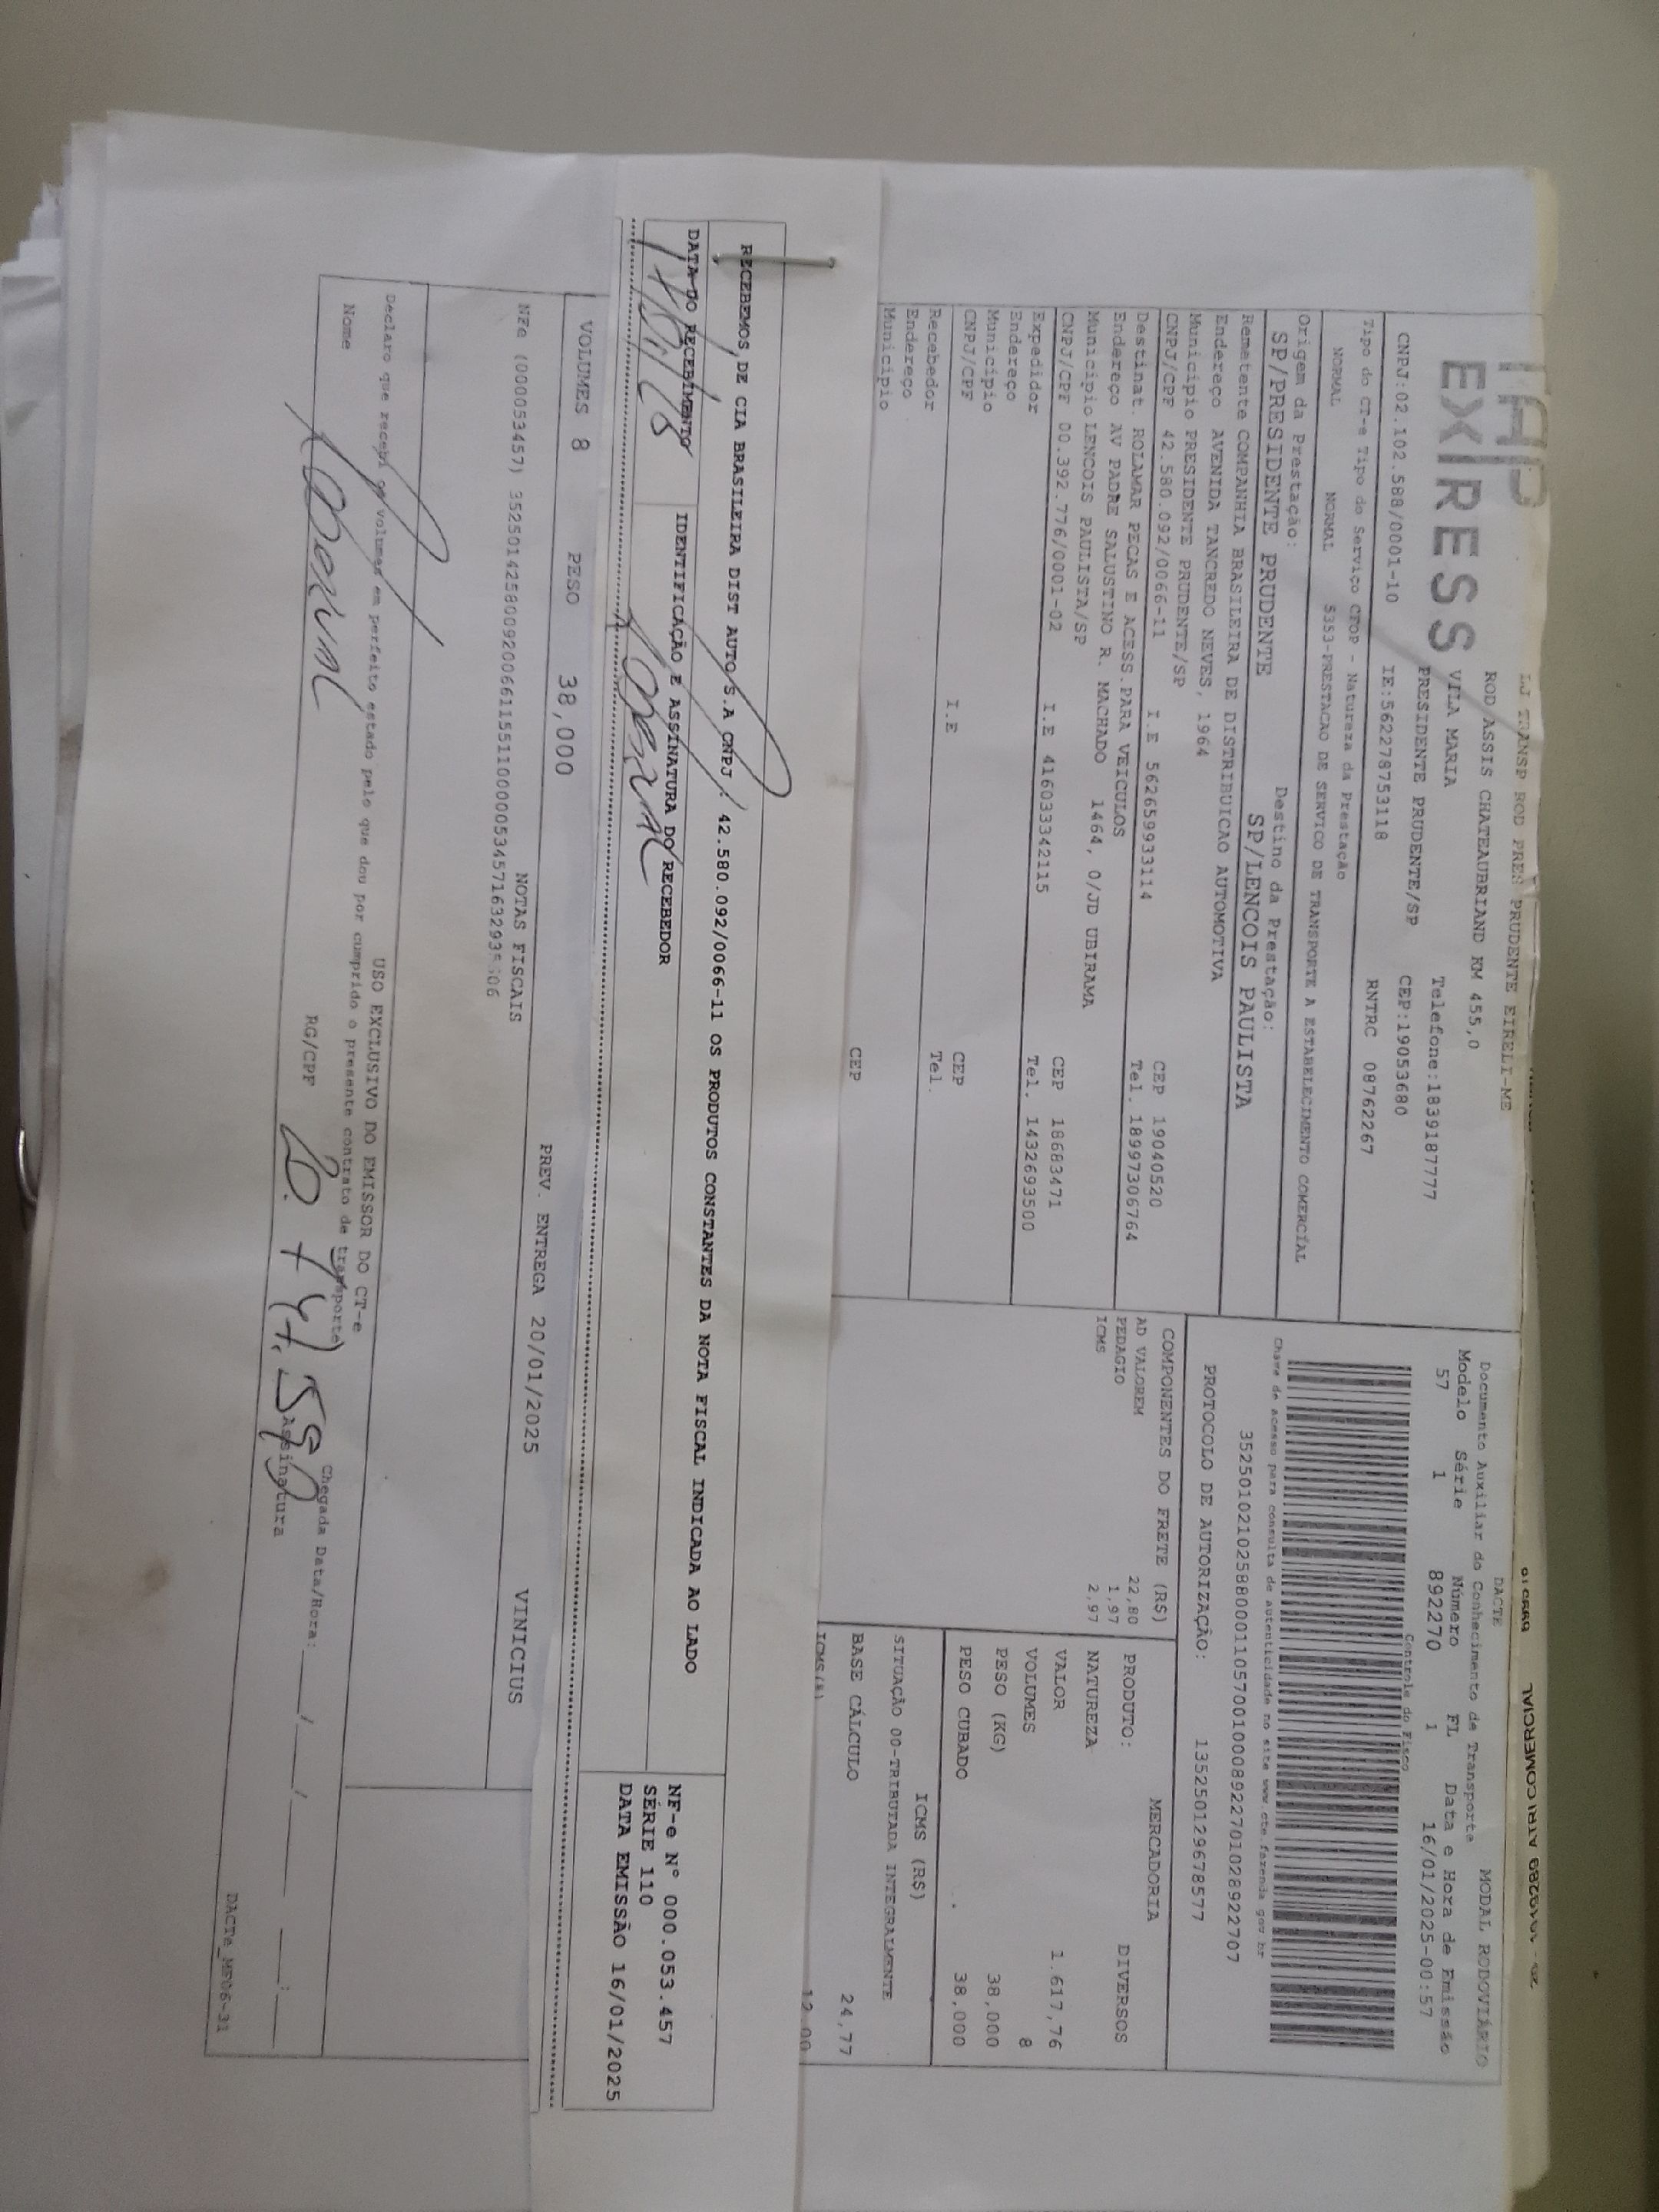 EXPRESS
LJ TRANSP ROD PRES PRUDENTE EIRELI-ME
ROD ASSIS CHATEAUBRIAND KM 455,0
VILA MARIA Telefone:1839187777
PRESIDENTE PRUDENTE/SP CEP:19053680
CNPJ:02.102.588/0001-10 IE:562278753118 RNTRC 08762267
Tipo do CT-e Tipo do Serviço CFOP - Natureza da Prestação
NORMAL NORMAL 5353-PRESTACAO DE SERVICO DE TRANSPORTE A ESTABELECIMENTO COMERCIAL
Origem da Prestação: Destino da Prestação:
SP/PRESIDENTE PRUDENTE SP/LENCOIS PAULISTA
Remetente COMPANHIA BRASILEIRA DE DISTRIBUICAO AUTOMOTIVA
Endereço AVENIDA TANCREDO NEVES, 1964
Município PRESIDENTE PRUDENTE/SP CEP 19040520
CNPJ/CPF 42.580.092/0066-11 I.E 562659933114 Tel. 18997306764
Destinat. ROLAMAR PECAS E ACESS.PARA VEICULOS
Endereço AV PADRE SALUSTINO R. MACHADO 1464, 0/JD UBIRAMA
Município LENCOIS PAULISTA/SP CEP 18683471
CNPJ/CPF 00.392.776/0001-02 I.E 416033342115 Tel. 1432693500
Expedidor
Endereço
Município CEP
CNPJ/CPF I.E Tel.
Recebedor
Endereço
Município CEP
DACTE MODAL RODOVIÁRIO
Documento Auxiliar do Conhecimento de Transporte
Modelo Série Número FL Data e Hora de Emissão
57 1 892270 1 16/01/2025-00:57
Controle do Fisco
Chave de acesso para consulta de autenticidade no site www.cte.fazenda.gov.br
35250102102588000110570010008922701028922707
PROTOCOLO DE AUTORIZAÇÃO: 135250129678577
COMPONENTES DO FRETE (R$)
AD VALOREM 22,80
PEDAGIO 1,97
ICMS 2,97
MERCADORIA
PRODUTO: DIVERSOS
NATUREZA
VALOR 1.617,76
VOLUMES 8
PESO (KG) 38,000
PESO CUBADO 38,000
ICMS (R$)
SITUAÇÃO 00-TRIBUTADA INTEGRALMENTE
BASE CÁLCULO 24,77
ICMS(%) 12,00
RECEBEMOS DE CIA BRASILEIRA DIST AUTO S.A CNPJ 42.580.092/0066-11 OS PRODUTOS CONSTANTES DA NOTA FISCAL INDICADA AO LADO
DATA DO RECEBIMENTO IDENTIFICAÇÃO E ASSINATURA DO RECEBEDOR
NF-e Nº 000.053.457
SÉRIE 110
DATA EMISSÃO 16/01/2025
VOLUMES 8 PESO 38,000 PREV. ENTREGA 20/01/2025 VINICIUS
NOTAS FISCAIS
NFe (000053457)
USO EXCLUSIVO DO EMISSOR DO CT-e
Declaro que recebi os volumes em perfeito estado pelo que dou por cumprido o presente contrato de transporte
Nome RG/CPF Assinatura
Chegada Data/Hora: ____/____/____ __:__
DACTe_MP06-31